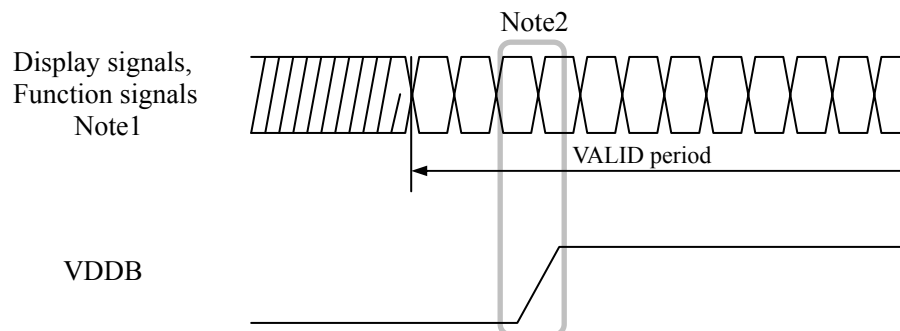 Note2
Display signals,
Function signals
Note1
VALID period
VDDB